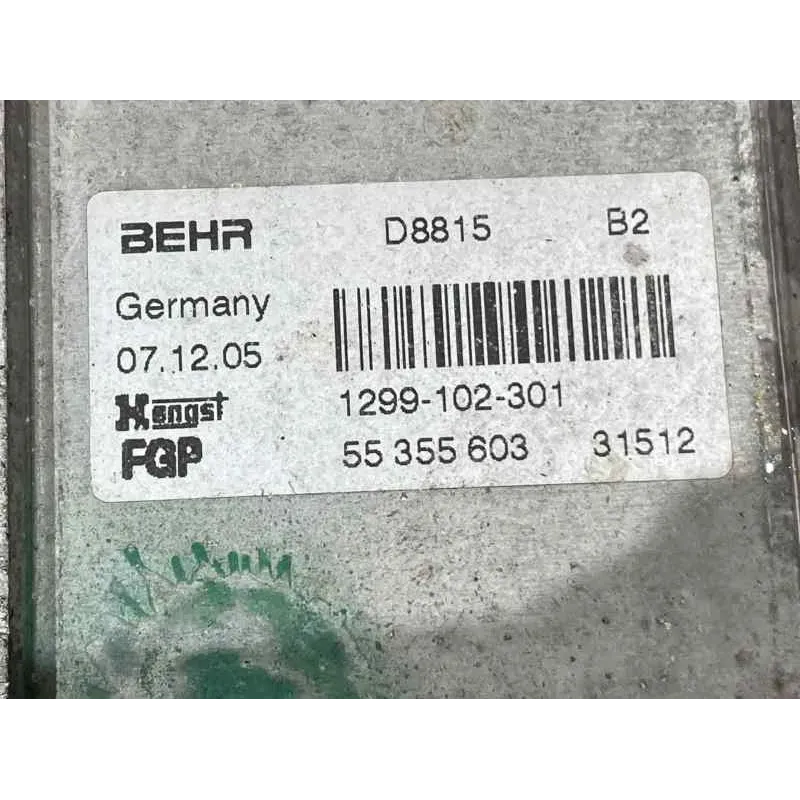 BEHR D8815 B2
Germany
07.12.05
Hengst 1299-102-301
FGP 55 355 603 31512